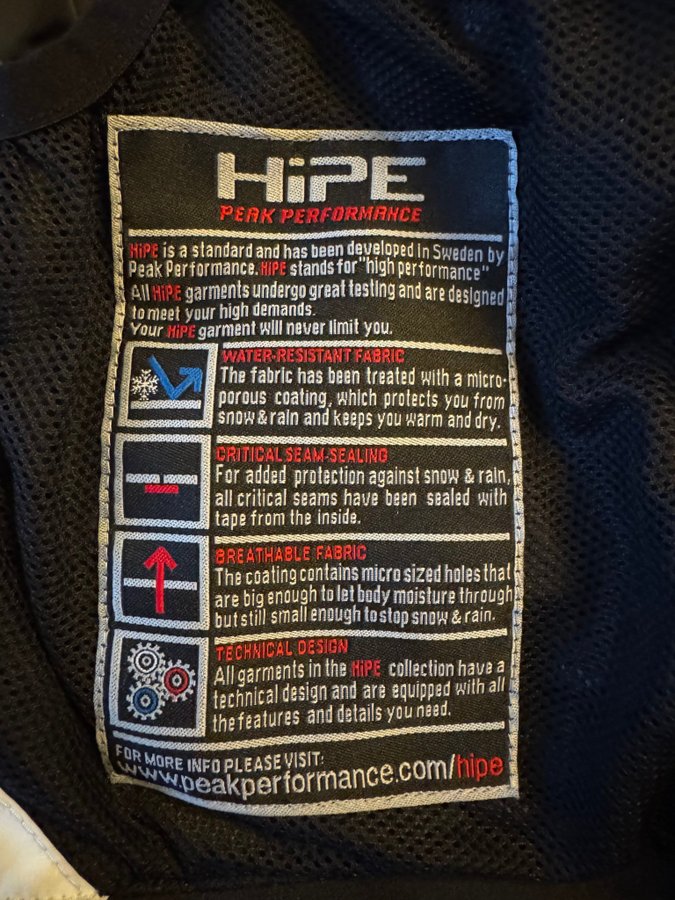 HiPE
PEAK PERFORMANCE
HiPE is a standard and has been developed in Sweden by
Peak Performance. HiPE stands for "high performance"
All HiPE garments undergo great testing and are designed
to meet your high demands.
Your HiPE garment will never limit you.
WATER-RESISTANT FABRIC
The fabric has been treated with a micro-
porous coating, which protects you from
snow & rain and keeps you warm and dry.
CRITICAL SEAM-SEALING
For added protection against snow & rain,
all critical seams have been sealed with
tape from the inside.
BREATHABLE FABRIC
The coating contains micro sized holes that
are big enough to let body moisture through
but still small enough to stop snow & rain.
TECHNICAL DESIGN
All garments in the HiPE collection have a
technical design and are equipped with all
the features and details you need.
FOR MORE INFO PLEASE VISIT:
www.peakperformance.com/hipe